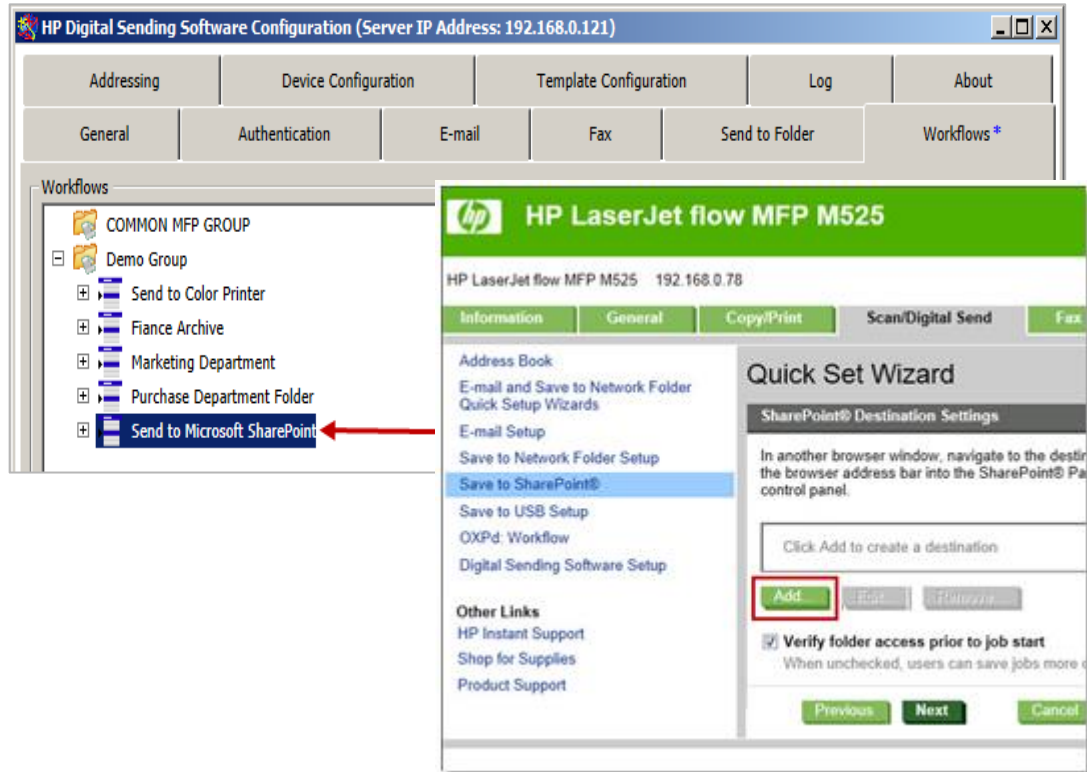 HP Digital Sending Software Configuration (Server IP Address: 192.168.0.121)
Addressing
Device Configuration
Template Configuration
Log
About
General
Authentication
E-mail
Fax
Send to Folder
Workflows *
Workflows
COMMON MFP GROUP
Demo Group
Send to Color Printer
Fiance Archive
Marketing Department
Purchase Department Folder
Send to Microsoft SharePoint
hp
HP LaserJet flow MFP M525
HP LaserJet flow MFP M525 192.168.0.78
Information
General
Copy/Print
Scan/Digital Send
Fax
Address Book
E-mail and Save to Network Folder
Quick Setup Wizards
E-mail Setup
Save to Network Folder Setup
Save to SharePoint®
Save to USB Setup
OXPd: Workflow
Digital Sending Software Setup
Other Links
HP Instant Support
Shop for Supplies
Product Support
Quick Set Wizard
SharePoint® Destination Settings
In another browser window, navigate to the destin
the browser address bar into the SharePoint® Pa
control panel.
Click Add to create a destination
Add...
Edit...
Remove...
Verify folder access prior to job start
When unchecked, users can save jobs more
Previous
Next
Cancel